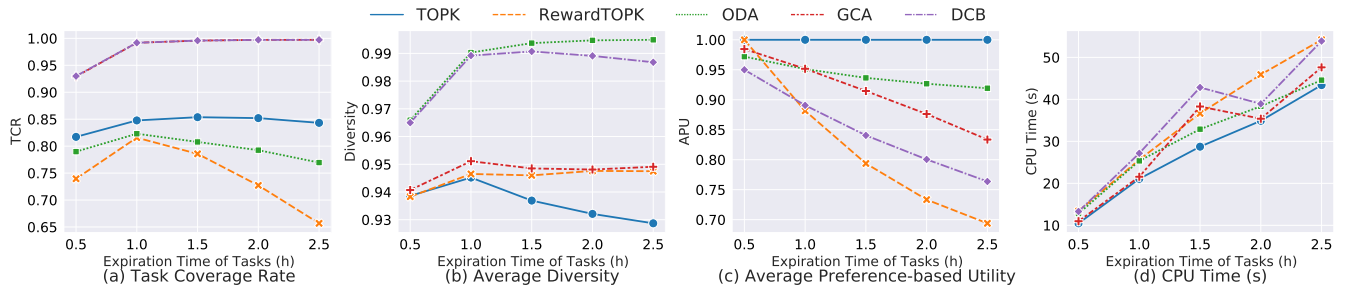 TOPK RewardTOPK ODA GCA DCB
TCR
1.00
0.95
0.90
0.85
0.80
0.75
0.70
0.65
0.5 1.0 1.5 2.0 2.5
Expiration Time of Tasks (h)
(a) Task Coverage Rate
Diversity
0.99
0.98
0.97
0.96
0.95
0.94
0.93
0.5 1.0 1.5 2.0 2.5
Expiration Time of Tasks (h)
(b) Average Diversity
APU
1.00
0.95
0.90
0.85
0.80
0.75
0.70
0.5 1.0 1.5 2.0 2.5
Expiration Time of Tasks (h)
(c) Average Preference-based Utility
CPU Time (s)
50
40
30
20
10
0.5 1.0 1.5 2.0 2.5
Expiration Time of Tasks (h)
(d) CPU Time (s)